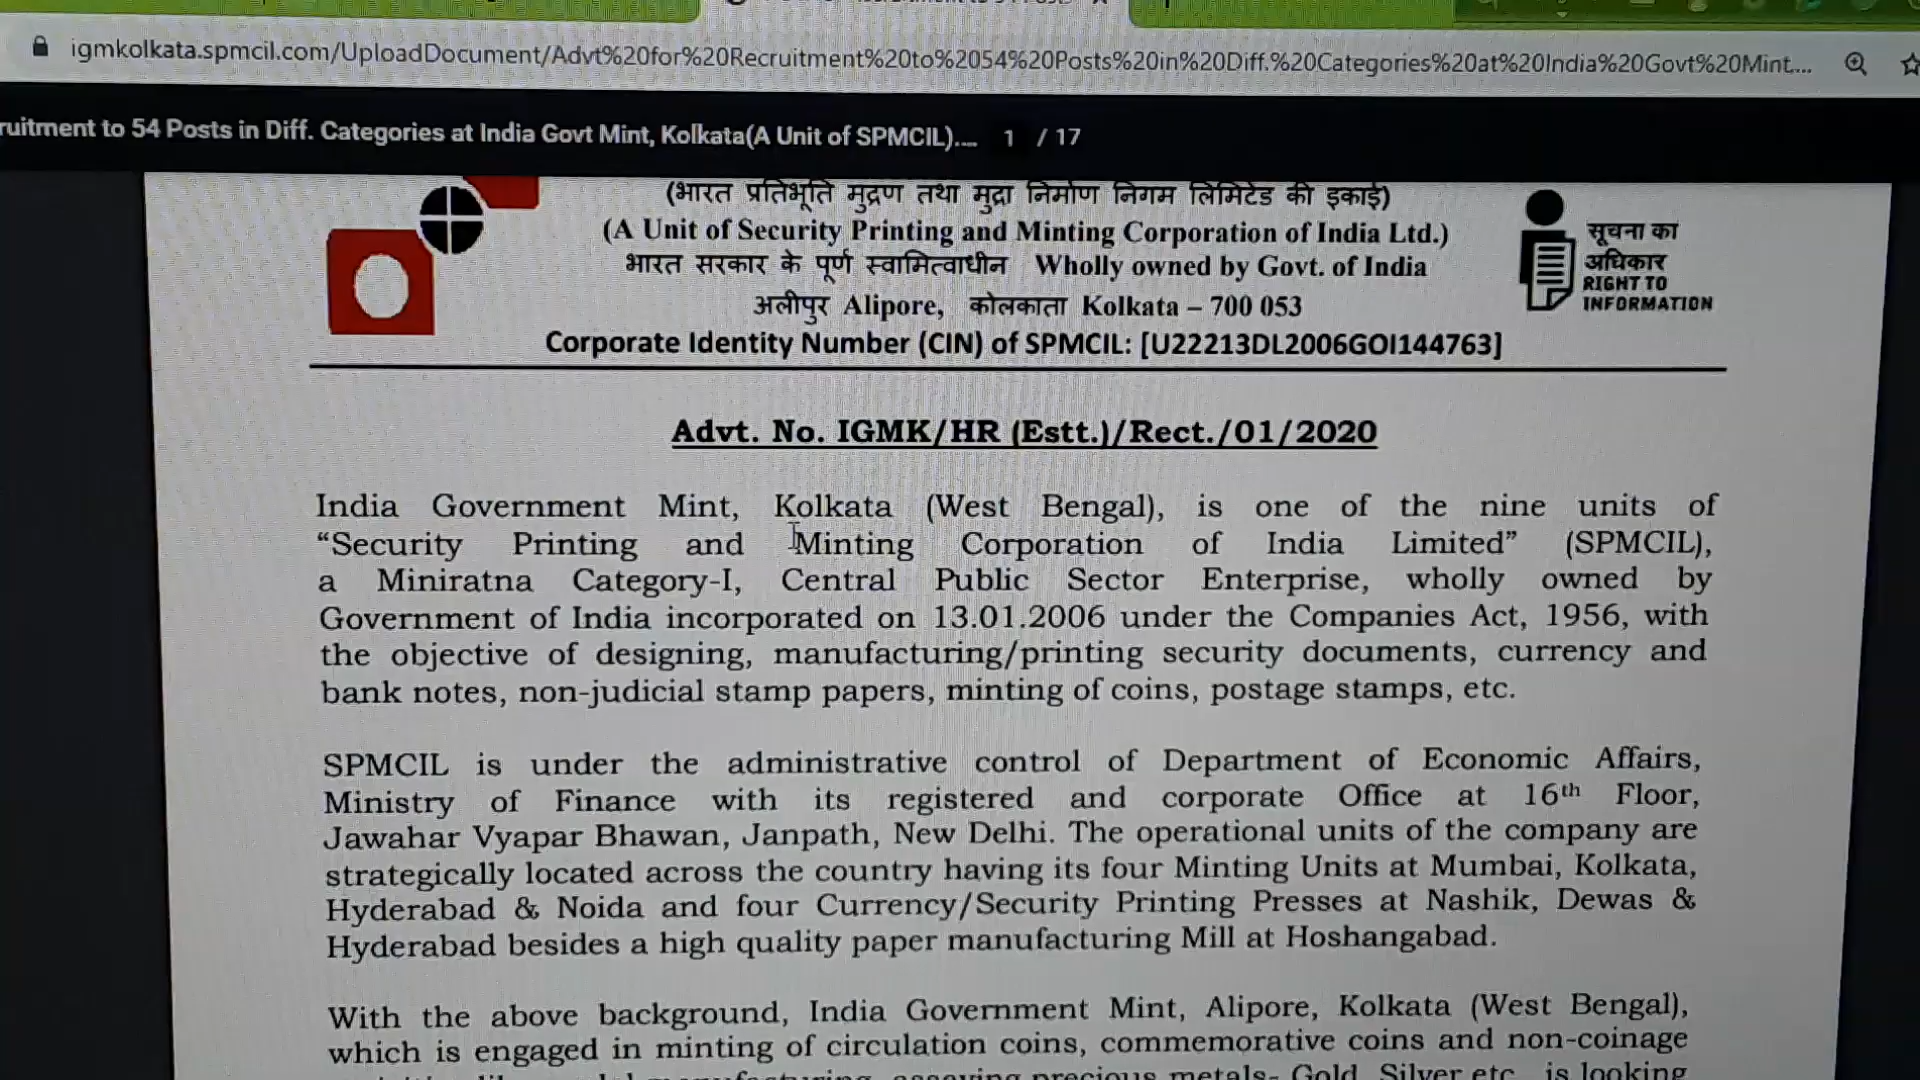 igmkolkata.spmcil.com/UploadDocument/Advt%20for%20Recruitment%20to%2054%20Posts%20in%20Diff.%20Categories%20at%20India%20Govt%20Mint,...
ruitment to 54 Posts in Diff. Categories at India Govt Mint, Kolkata(A Unit of SPMCIL).... 1 / 17
(भारत प्रतिभूति मुद्रण तथा मुद्रा निर्माण निगम लिमिटेड की इकाई)
(A Unit of Security Printing and Minting Corporation of India Ltd.)
भारत सरकार के पूर्ण स्वामित्वाधीन Wholly owned by Govt. of India
अलीपुर Alipore, कोलकाता Kolkata – 700 053
Corporate Identity Number (CIN) of SPMCIL: [U22213DL2006GOI144763]
सूचना का
अधिकार
RIGHT TO
INFORMATION
Advt. No. IGMK/HR (Estt.)/Rect./01/2020
India Government Mint, Kolkata (West Bengal), is one of the nine units of
“Security Printing and Minting Corporation of India Limited” (SPMCIL),
a Miniratna Category-I, Central Public Sector Enterprise, wholly owned by
Government of India incorporated on 13.01.2006 under the Companies Act, 1956, with
the objective of designing, manufacturing/printing security documents, currency and
bank notes, non-judicial stamp papers, minting of coins, postage stamps, etc.
SPMCIL is under the administrative control of Department of Economic Affairs,
Ministry of Finance with its registered and corporate Office at 16th Floor,
Jawahar Vyapar Bhawan, Janpath, New Delhi. The operational units of the company are
strategically located across the country having its four Minting Units at Mumbai, Kolkata,
Hyderabad & Noida and four Currency/Security Printing Presses at Nashik, Dewas &
Hyderabad besides a high quality paper manufacturing Mill at Hoshangabad.
With the above background, India Government Mint, Alipore, Kolkata (West Bengal),
which is engaged in minting of circulation coins, commemorative coins and non-coinage
precious metals- Gold, Silver etc., is looking